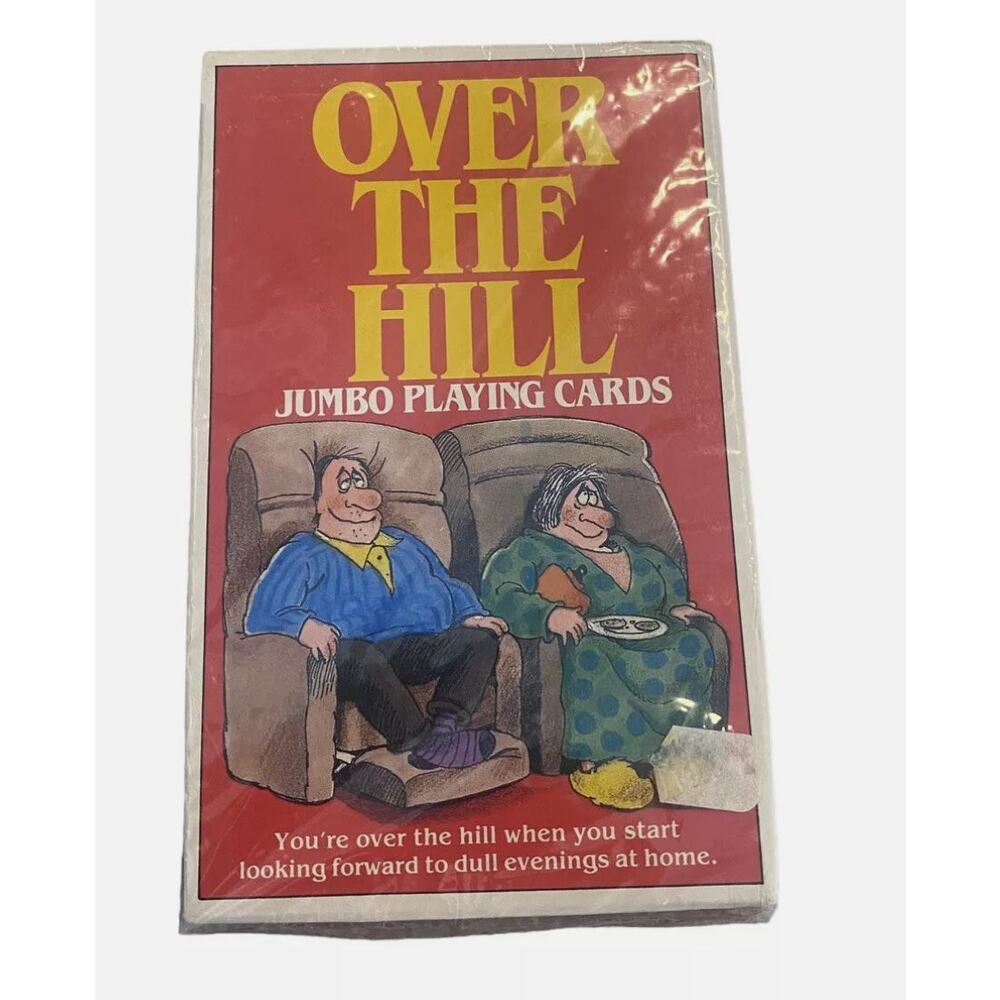 OVER
THE
HILL
JUMBO PLAYING CARDS
You're over the hill when you start
looking forward to dull evenings at home.